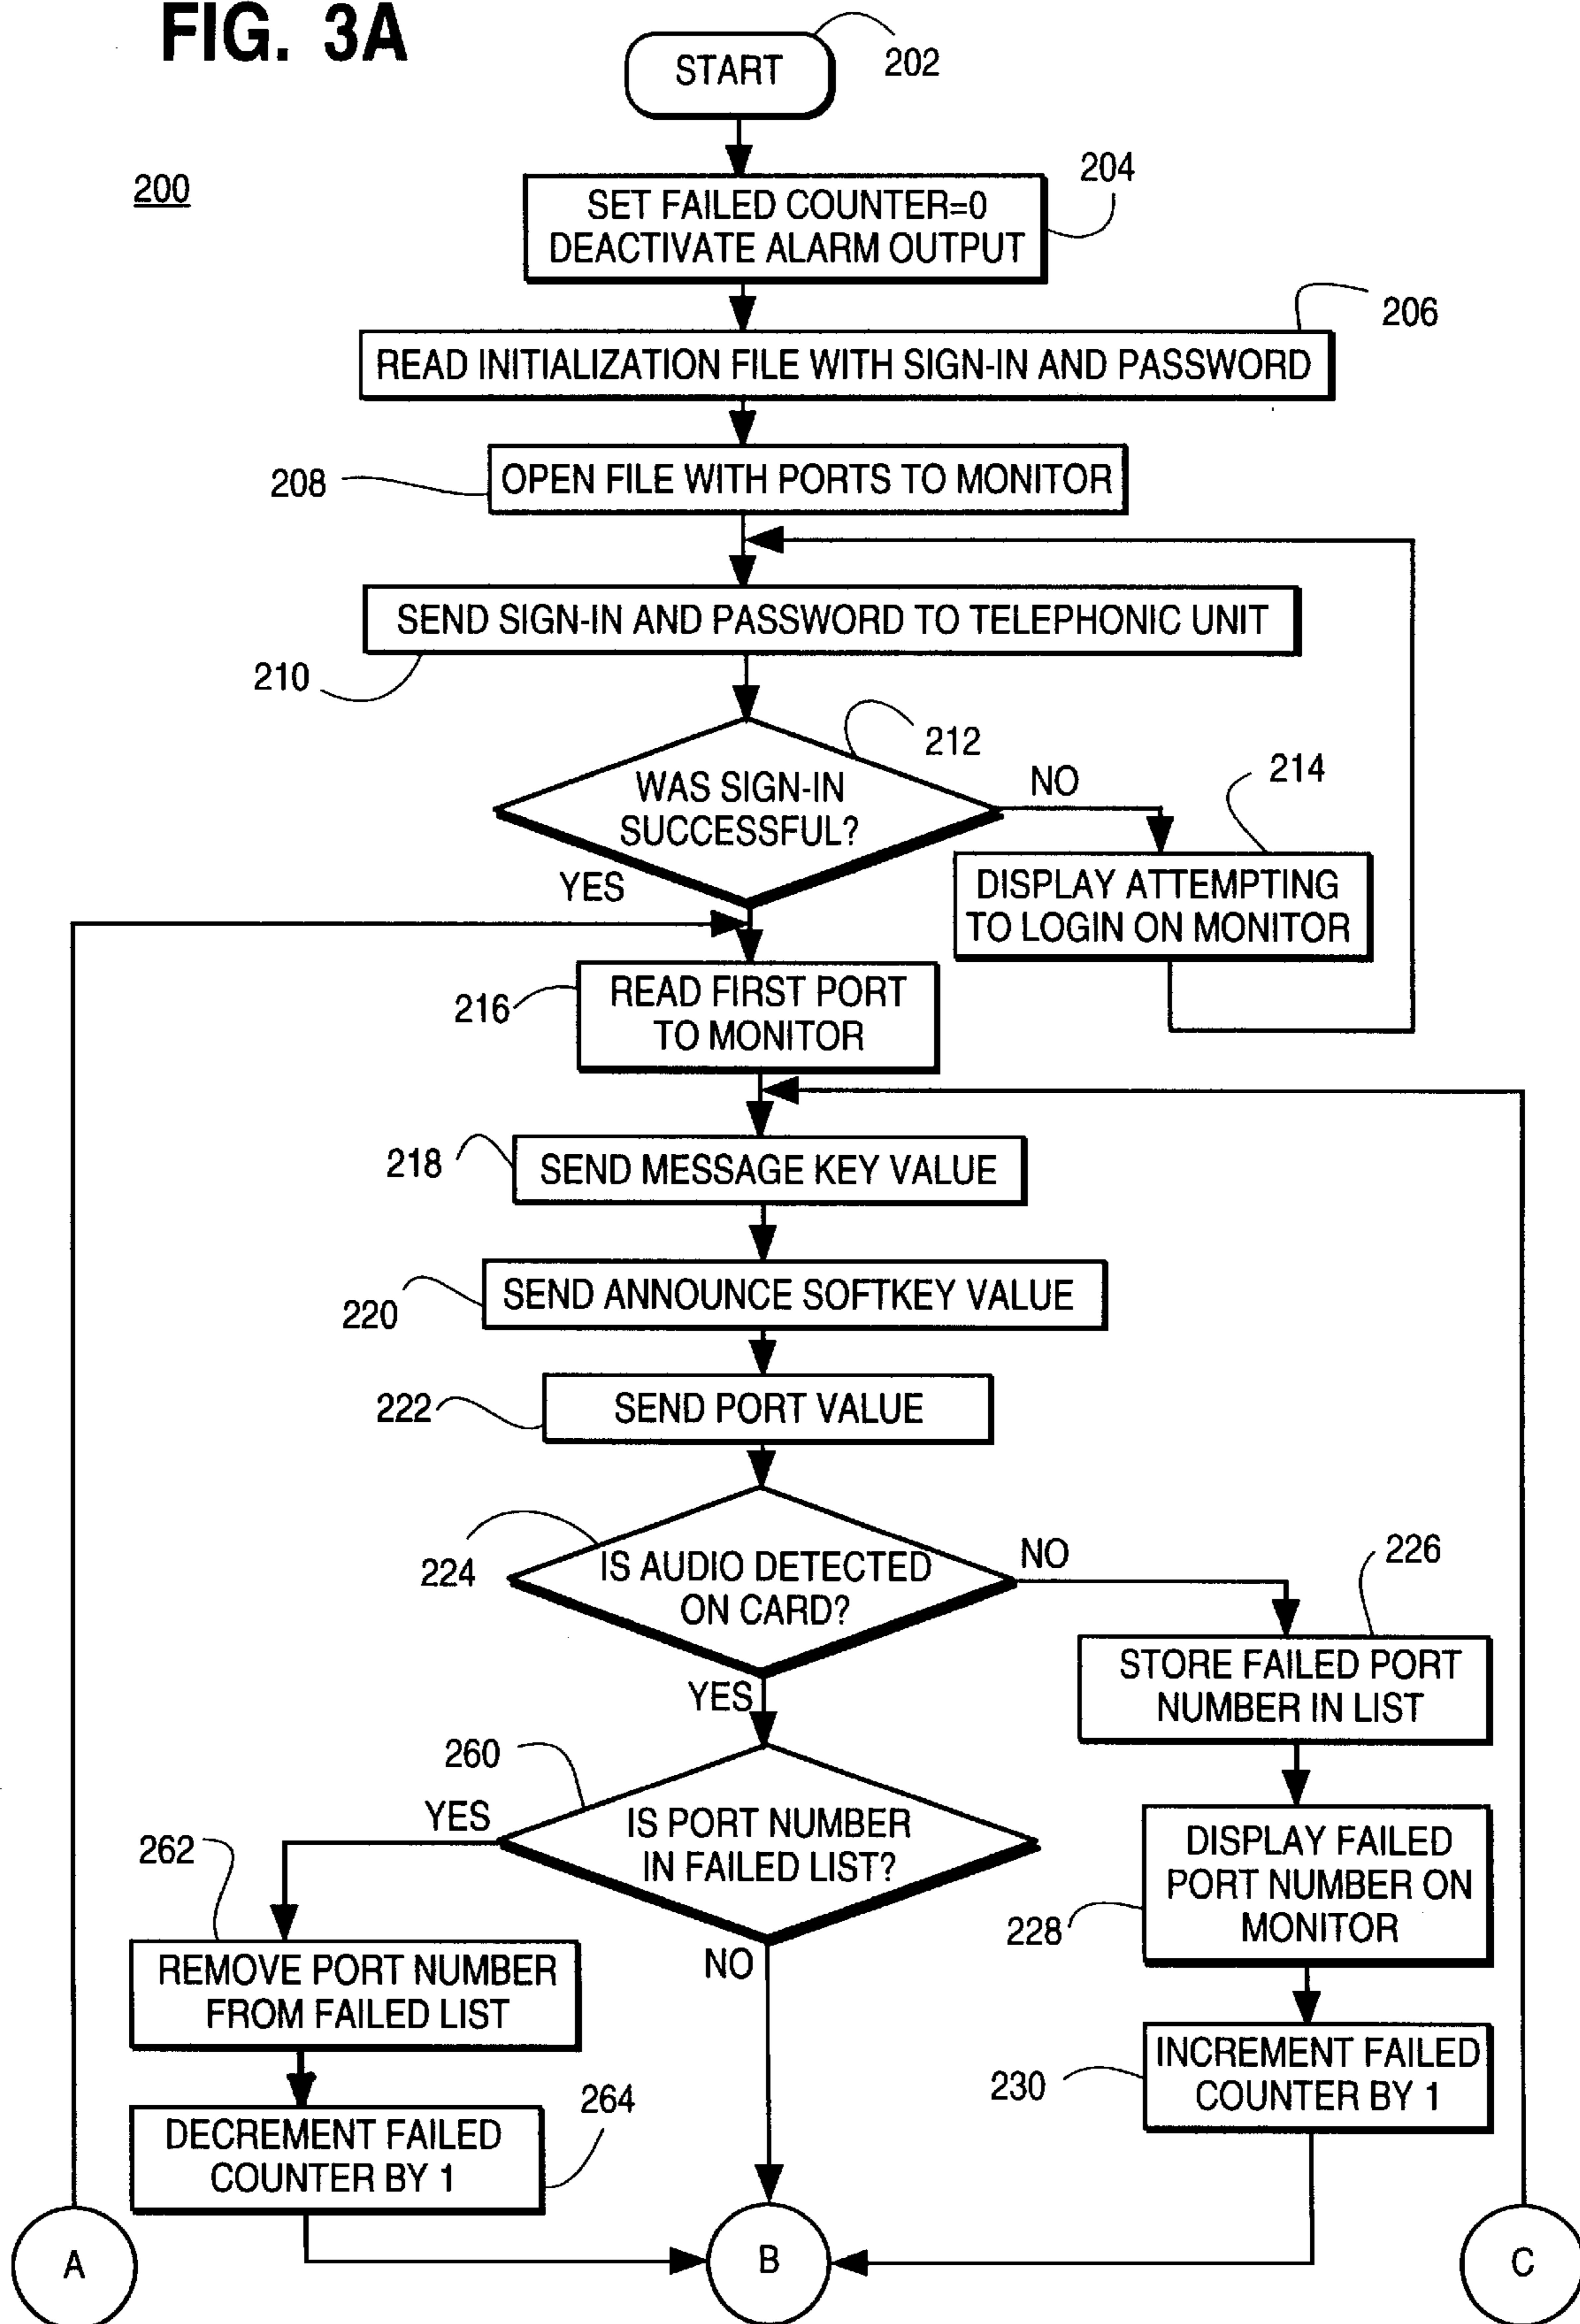 FIG. 3A
START
202
200
204
SET FAILED COUNTER=0
DEACTIVATE ALARM OUTPUT
206
READ INITIALIZATION FILE WITH SIGN-IN AND PASSWORD
208
OPEN FILE WITH PORTS TO MONITOR
SEND SIGN-IN AND PASSWORD TO TELEPHONIC UNIT
210
212
WAS SIGN-IN
SUCCESSFUL?
NO
214
YES
DISPLAY ATTEMPTING
TO LOGIN ON MONITOR
216
READ FIRST PORT
TO MONITOR
218
SEND MESSAGE KEY VALUE
220
SEND ANNOUNCE SOFTKEY VALUE
222
SEND PORT VALUE
224
IS AUDIO DETECTED
ON CARD?
NO
226
YES
STORE FAILED PORT
NUMBER IN LIST
260
YES
IS PORT NUMBER
IN FAILED LIST?
262
DISPLAY FAILED
PORT NUMBER ON
MONITOR
228
NO
REMOVE PORT NUMBER
FROM FAILED LIST
230
INCREMENT FAILED
COUNTER BY 1
264
DECREMENT FAILED
COUNTER BY 1
A
B
C